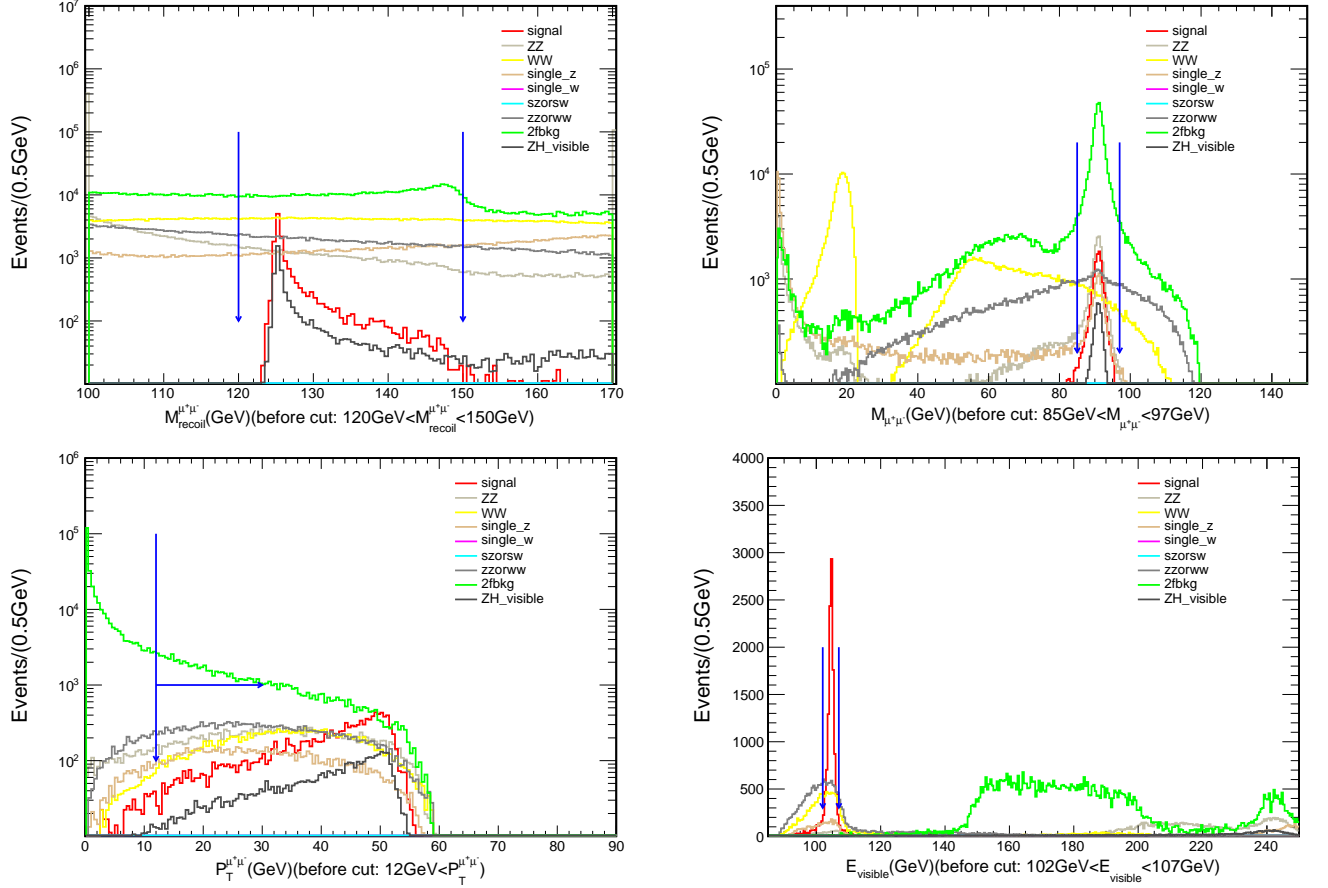 Events/(0.5GeV)
10^7
10^6
10^5
10^4
10^3
10^2
100 110 120 130 140 150 160 170
M_recoil^{μ⁺μ⁻}(GeV)(before cut: 120GeV<M_recoil^{μ⁺μ⁻}<150GeV)
signal
ZZ
WW
single_z
single_w
szorsw
zzorww
2fbkg
ZH_visible
Events/(0.5GeV)
10^5
10^4
10^3
0 20 40 60 80 100 120 140
M_{μ⁺μ⁻}(GeV)(before cut: 85GeV<M_{μ⁺μ⁻}<97GeV)
signal
ZZ
WW
single_z
single_w
szorsw
zzorww
2fbkg
ZH_visible
Events/(0.5GeV)
10^6
10^5
10^4
10^3
10^2
0 10 20 30 40 50 60 70 80 90
P_T^{μ⁺μ⁻}(GeV)(before cut: 12GeV<P_T^{μ⁺μ⁻})
signal
ZZ
WW
single_z
single_w
szorsw
zzorww
2fbkg
ZH_visible
Events/(0.5GeV)
4000
3500
3000
2500
2000
1500
1000
500
0
100 120 140 160 180 200 220 240
E_visible(GeV)(before cut: 102GeV<E_visible<107GeV)
signal
ZZ
WW
single_z
single_w
szorsw
zzorww
2fbkg
ZH_visible